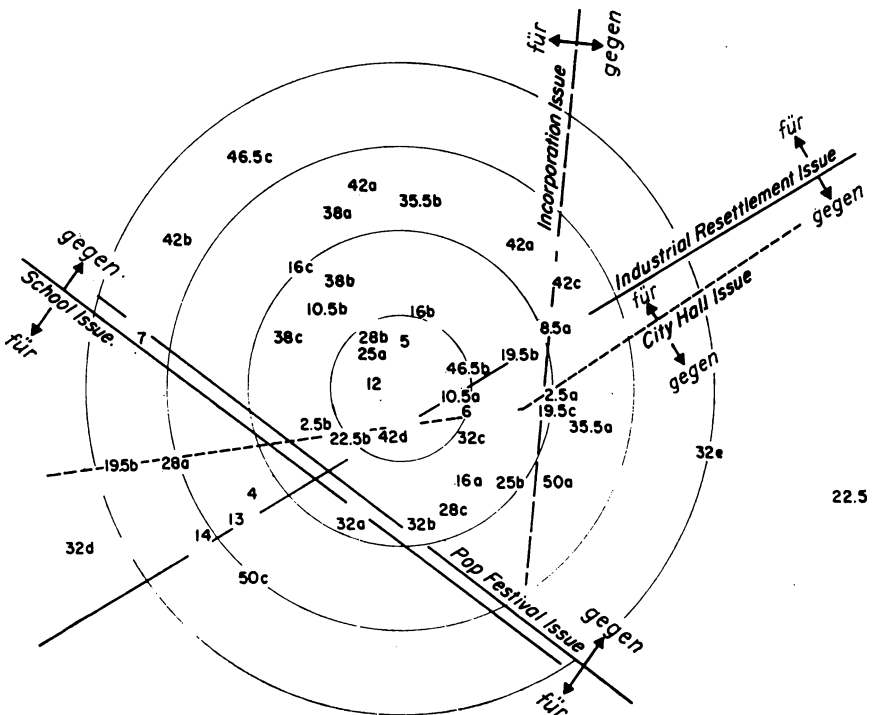 für
gegen
Incorporation Issue
46.5c
42a
35.5b
38a
42b
42a
für
Industrial Resettlement Issue
gegen
gegen.
School Issue.
für
16c
38b
42c
10.5b
16b
8.5a
für
City Hall Issue
gegen
7
38c
28b
5
25a
19.5b
46.5b
12
10.5a
2.5a
6
19.5c
2.5b
22.5b
42d
32c
35.5a
19.5b
28a
32e
16a
25b
50a
4
22.5
28c
13
32a
32b
14
32d
50c
Pop Festival Issue
gegen
für